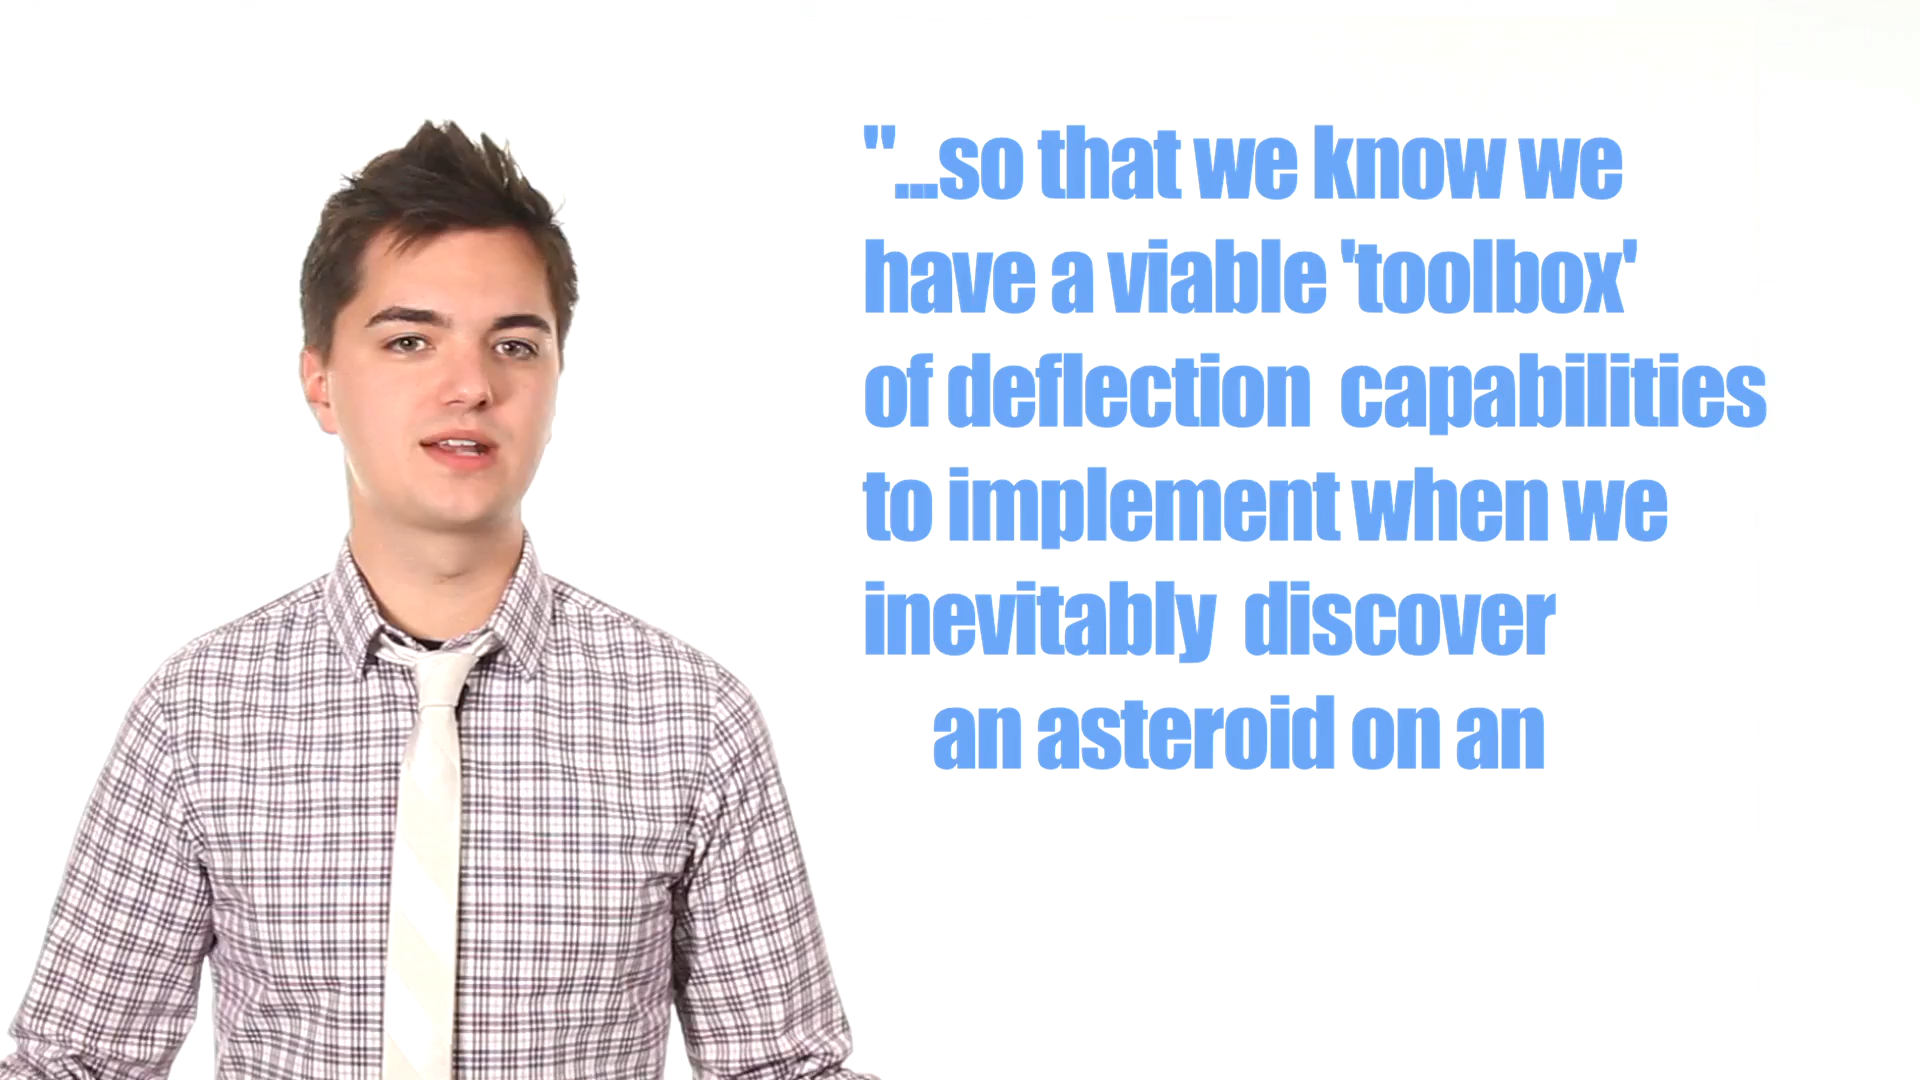 "...so that we know we
have a viable 'toolbox'
of deflection capabilities
to implement when we
inevitably discover
an asteroid on an